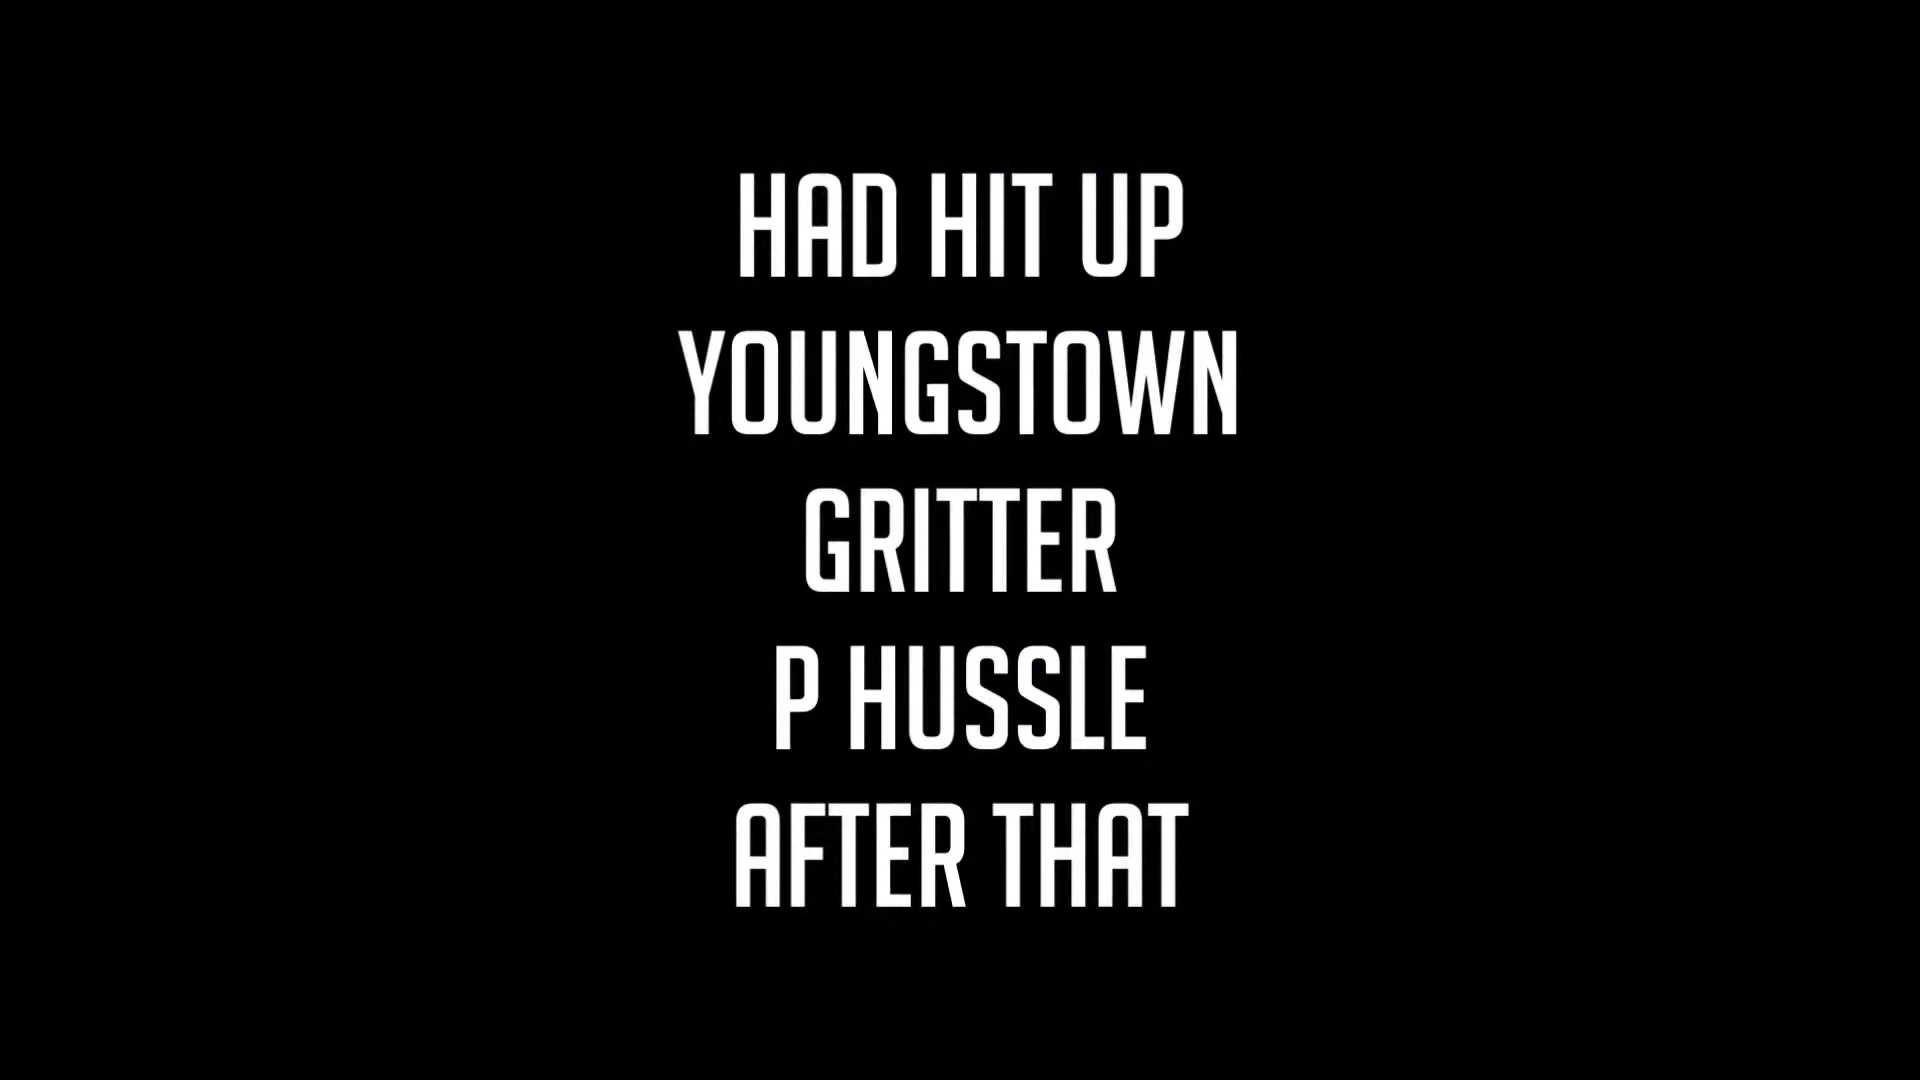 HAD HIT UP
YOUNGSTOWN
GRITTER
P HUSSLE
AFTER THAT